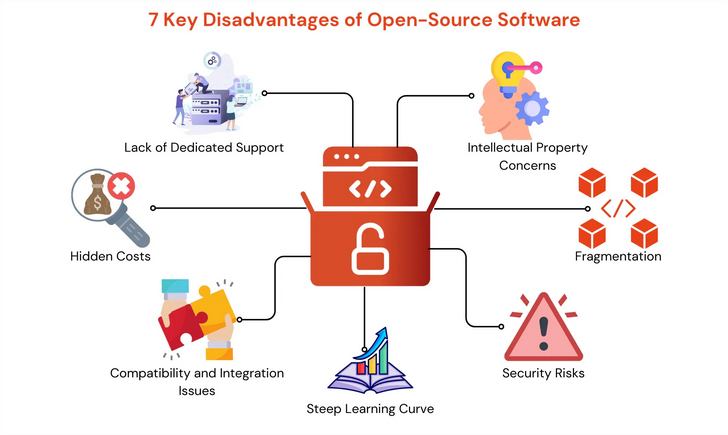 7 Key Disadvantages of Open-Source Software
Lack of Dedicated Support
Intellectual Property
Concerns
</>
</>
$
Hidden Costs
Fragmentation
Compatibility and Integration
Issues
Security Risks
Steep Learning Curve